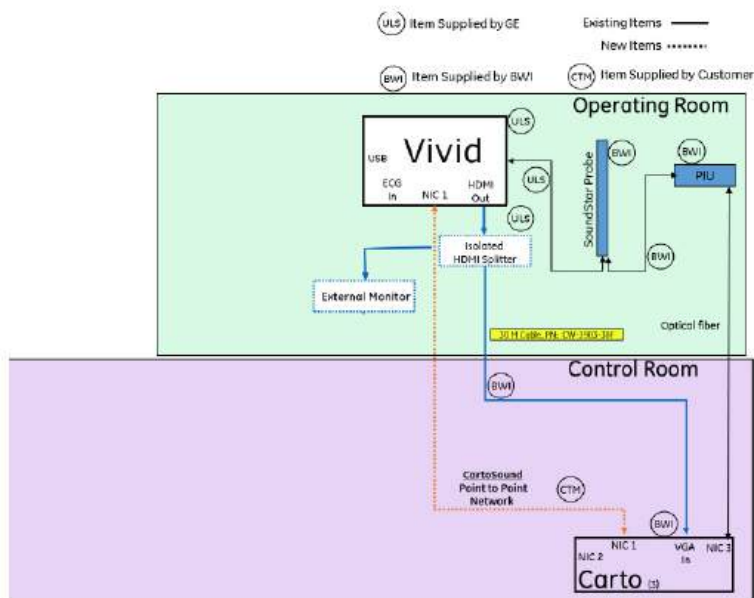 ULS Item Supplied by GE
Existing Items
New Items
BWI Item Supplied by BWI
CTM Item Supplied by Customer
Operating Room
ULS
Vivid
USB
ECG In
NIC 1
HDMI Out
ULS
ULS
SoundStar Probe
BWI
BWI
PIU
BWI
Isolated
HDMI Splitter
External Monitor
Optical fiber
Control Room
BWI
CartoSound
Point to Point
Network
CTM
BWI
NIC 2
NIC 1
VGA In
NIC 3
Carto (3)